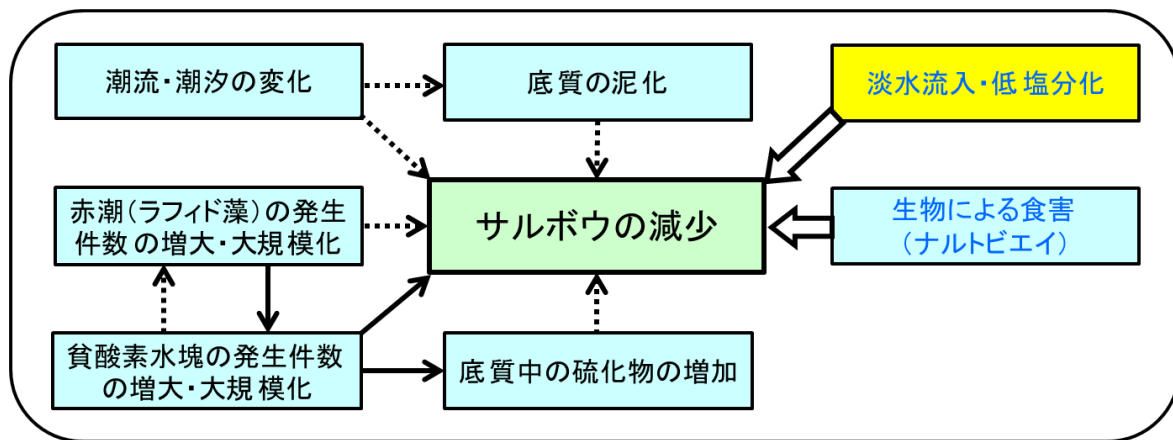 潮流・潮汐の変化
底質の泥化
淡水流入・低塩分化
赤潮（ラフィド藻）の発生
件数の増大・大規模化
サルボウの減少
生物による食害
（ナルトビエイ）
貧酸素水塊の発生件数
の増大・大規模化
底質中の硫化物の増加